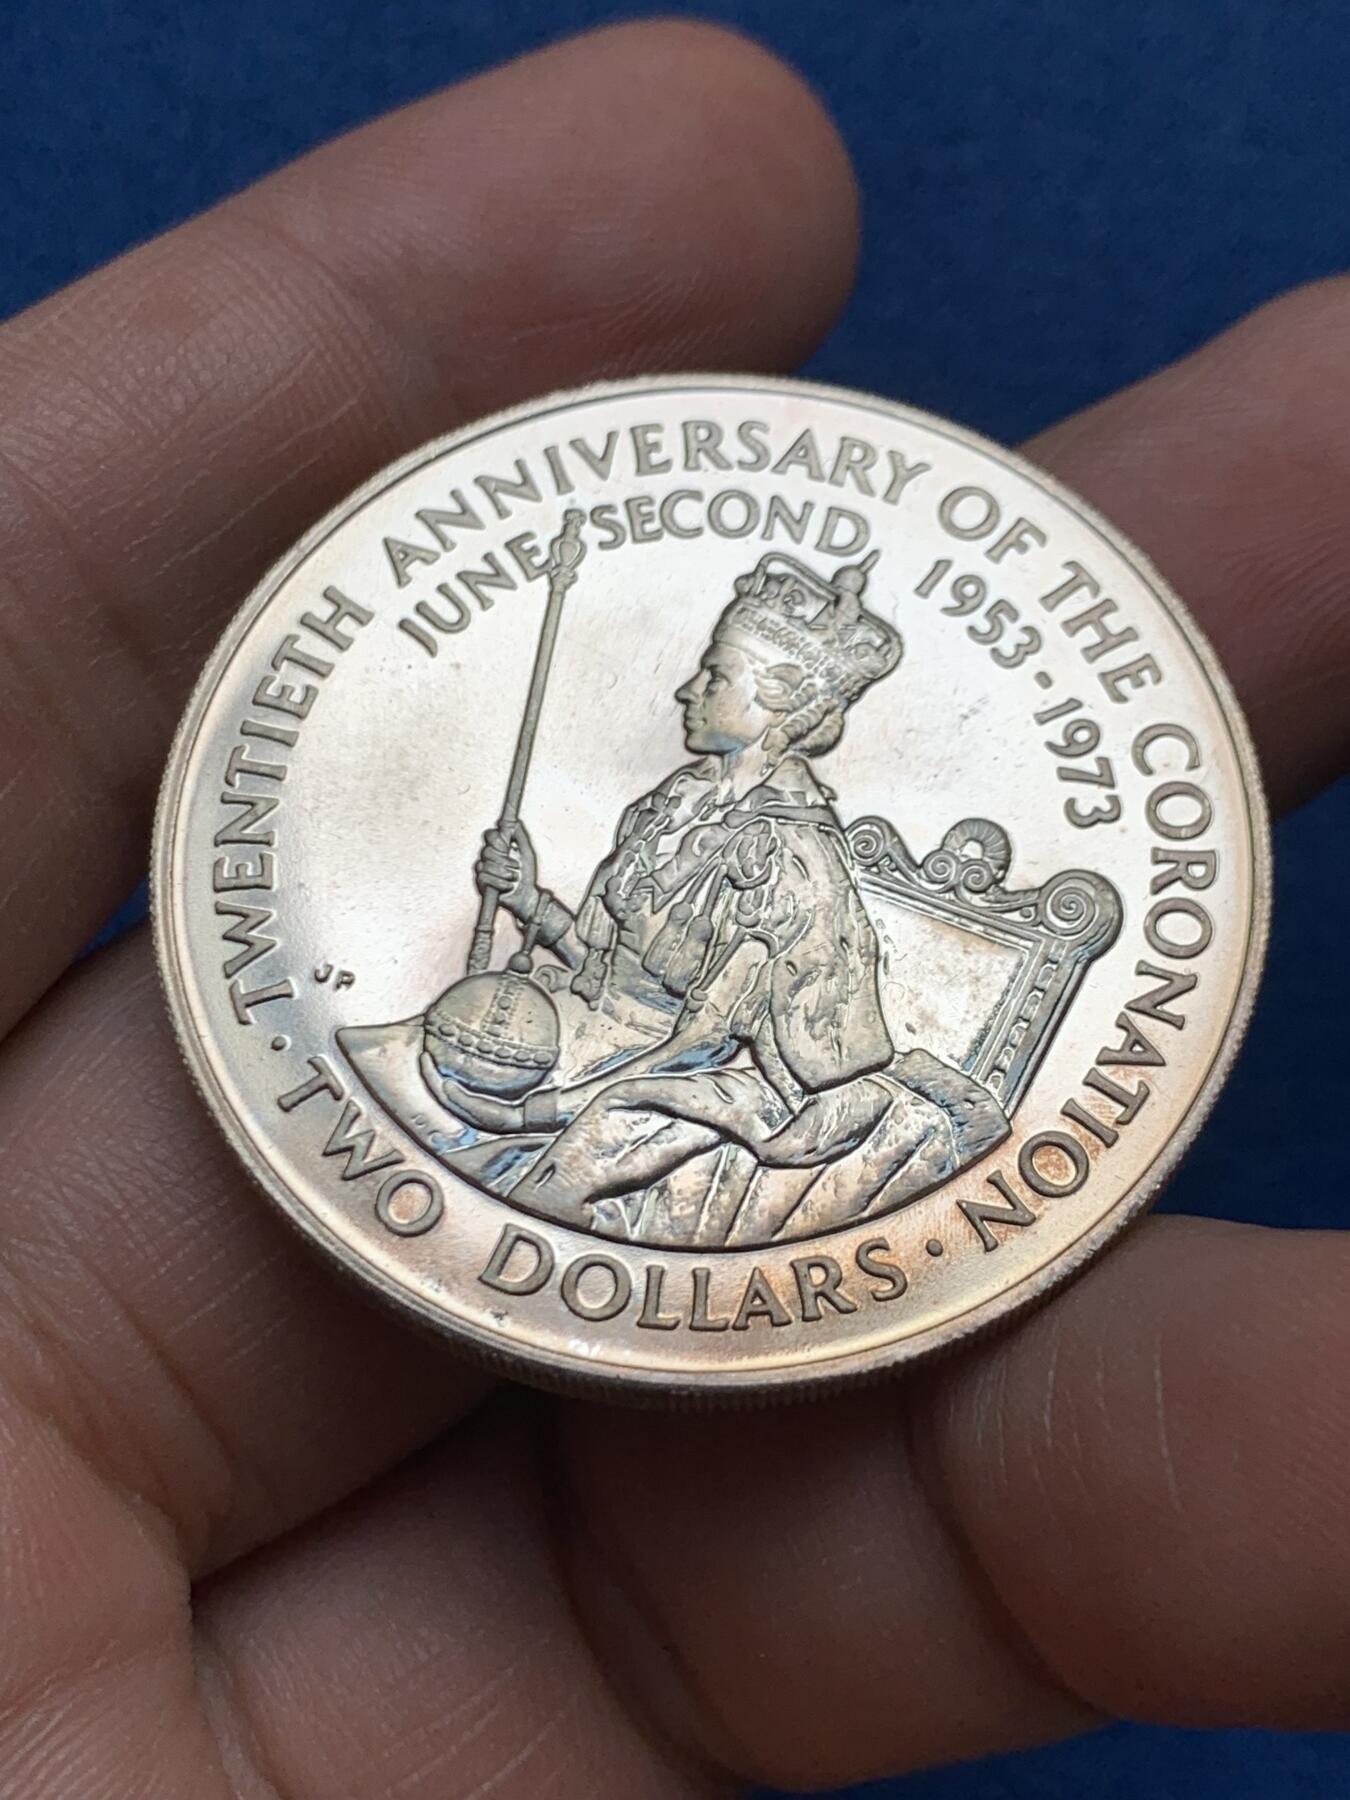 TWENTIETH ANNIVERSARY OF THE CORONATION
JUNE SECOND, 1953-1973
JP
· TWO DOLLARS ·